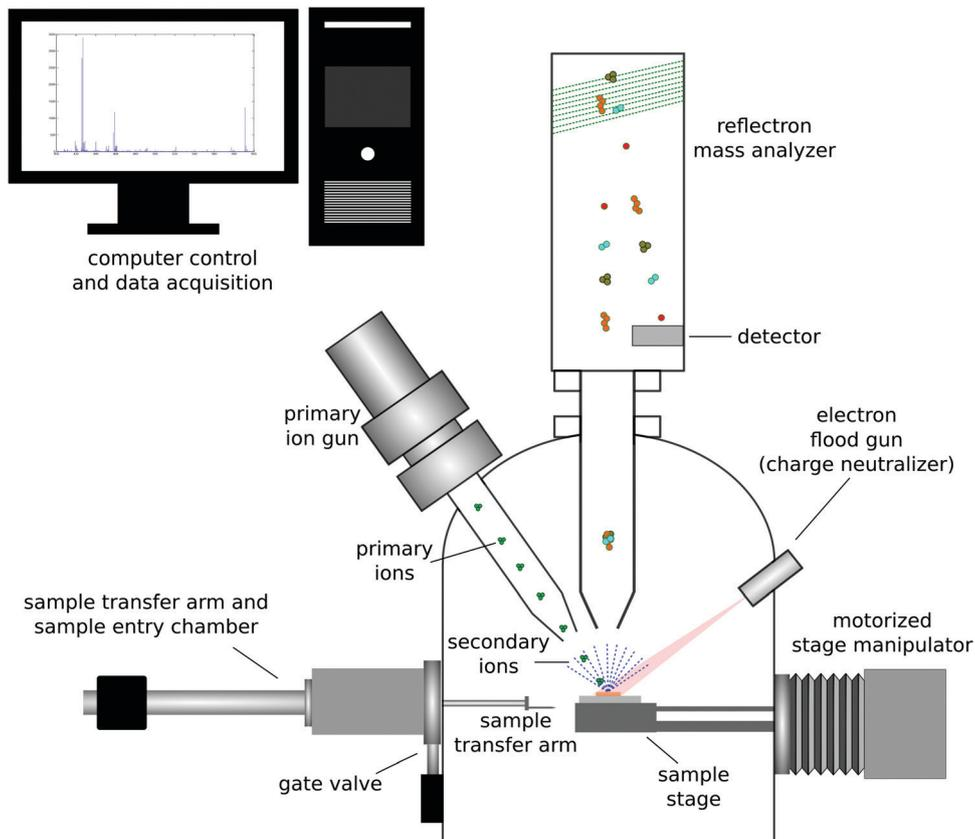 computer control
and data acquisition
reflectron
mass analyzer
detector
primary
ion gun
electron
flood gun
(charge neutralizer)
primary
ions
sample transfer arm and
sample entry chamber
secondary
ions
motorized
stage manipulator
sample
transfer arm
gate valve
sample
stage